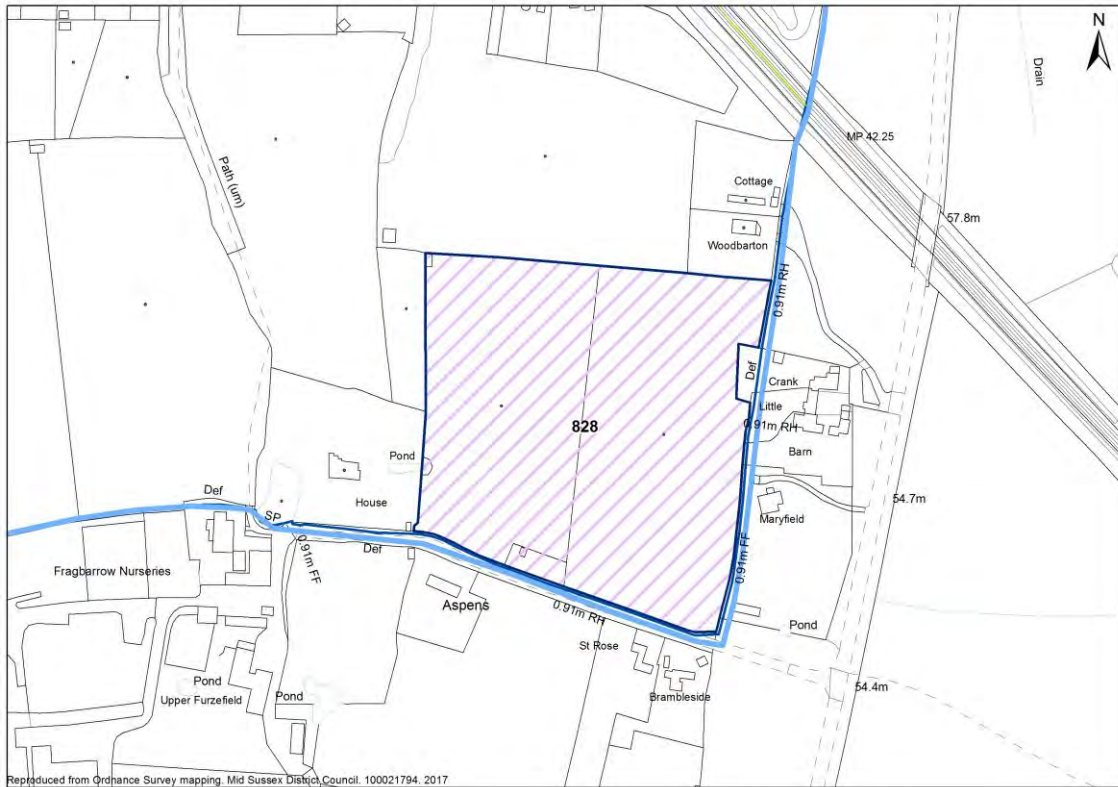 N
Drain
MP 42.25
Path (um)
Cottage
57.8m
Woodbarton
0.91m RH
Def
Crank
Little
828
0.91m RH
Barn
Pond
Def
House
54.7m
SP
Maryfield
Def
0.91m FF
0.91m FF
Fragbarrow Nurseries
Aspens
0.91m RH
Pond
St Rose
Pond
Pond
54.4m
Upper Furzefield
Brambleside
Reproduced from Ordnance Survey mapping. Mid Sussex District Council. 100021794. 2017